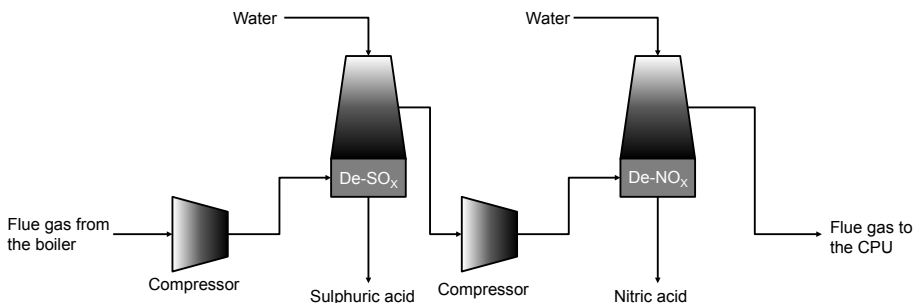 Water
Water
De-SOX
De-NOX
Flue gas from
the boiler
Flue gas to
the CPU
Compressor
Sulphuric acid
Compressor
Nitric acid